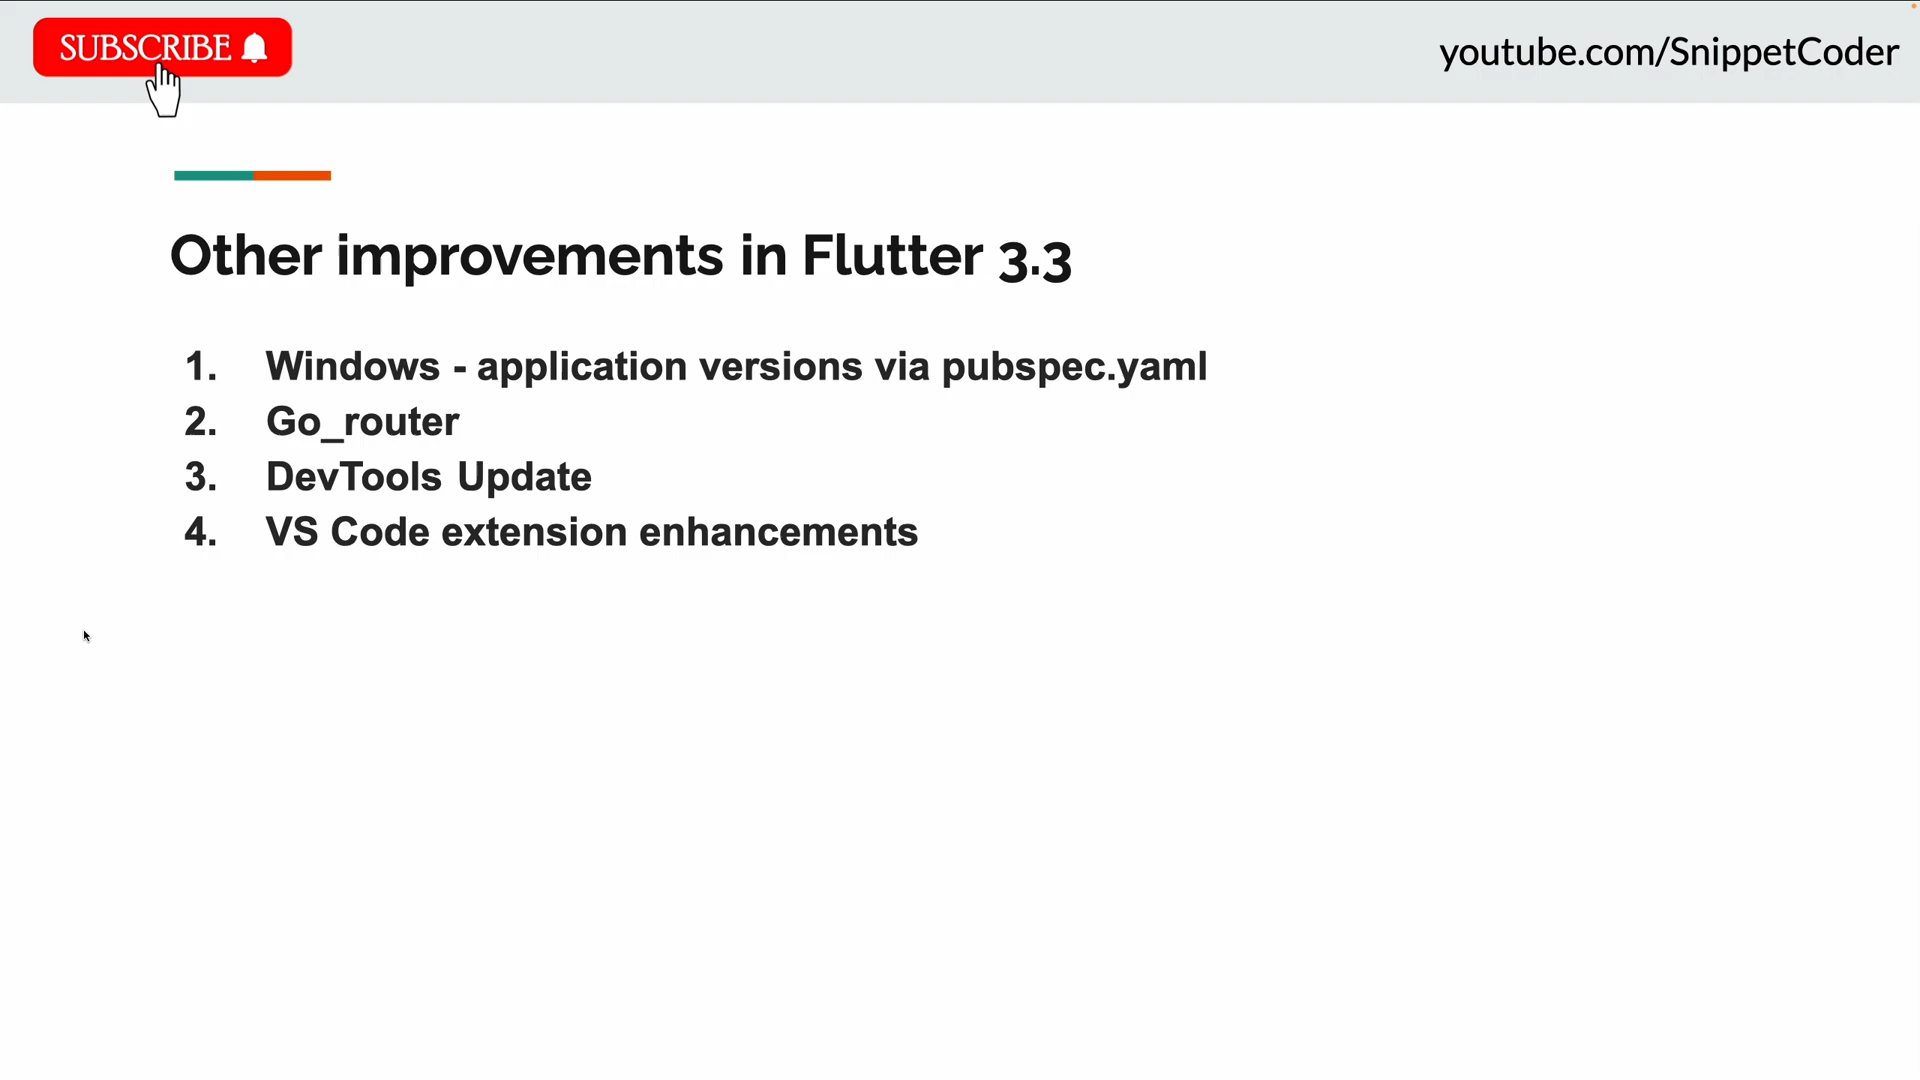 SUBSCRIBE
youtube.com/SnippetCoder
Other improvements in Flutter 3.3
1. Windows - application versions via pubspec.yaml
2. Go_router
3. DevTools Update
4. VS Code extension enhancements